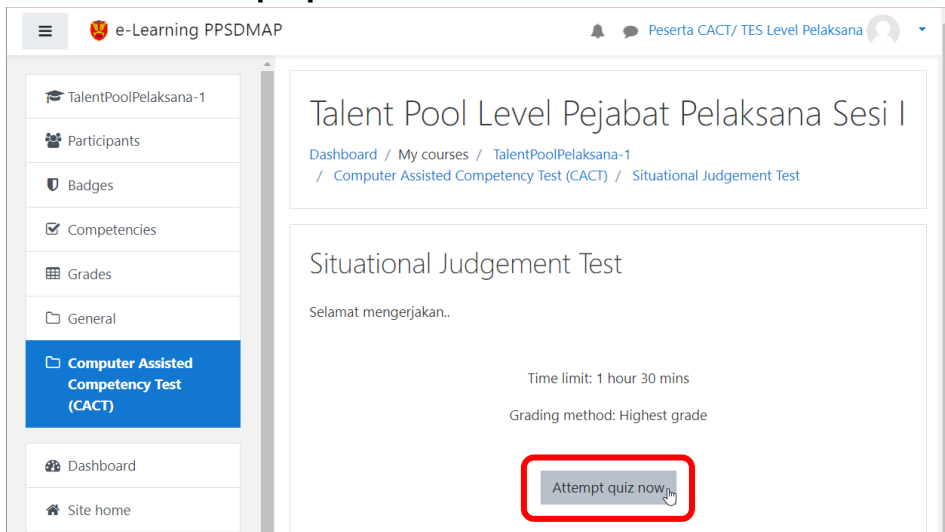 e-Learning PPSDMAP
Peserta CACT/ TES Level Pelaksana
TalentPoolPelaksana-1
Participants
Badges
Competencies
Grades
General
Computer Assisted
Competency Test
(CACT)
Dashboard
Site home
Talent Pool Level Pejabat Pelaksana Sesi I
Dashboard / My courses / TalentPoolPelaksana-1
/ Computer Assisted Competency Test (CACT) / Situational Judgement Test
Situational Judgement Test
Selamat mengerjakan..
Time limit: 1 hour 30 mins
Grading method: Highest grade
Attempt quiz now